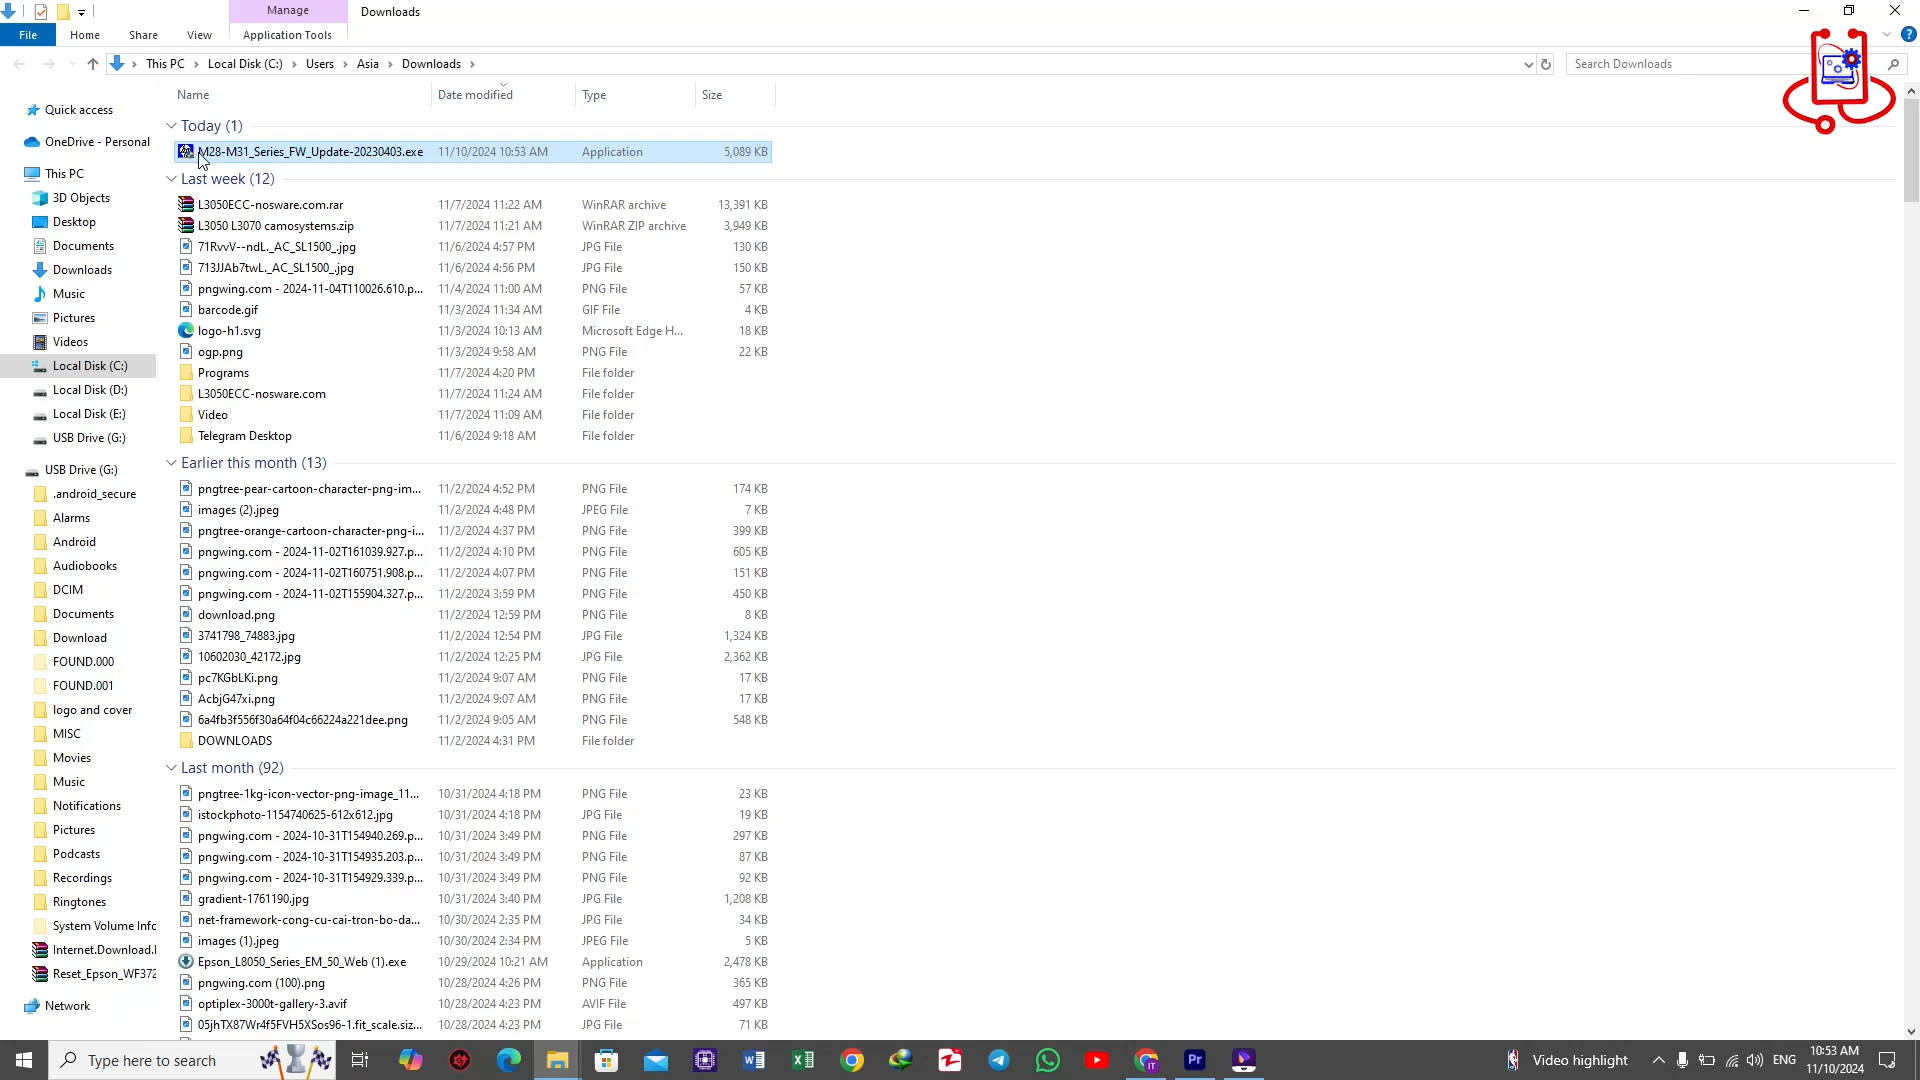 Manage
Downloads
File
Home
Share
View
Application Tools
This PC
Local Disk (C:)
Users
Asia
Downloads
Search Downloads
Name
Date modified
Type
Size
Quick access
OneDrive - Personal
This PC
3D Objects
Desktop
Documents
Downloads
Music
Pictures
Videos
Local Disk (C:)
Local Disk (D:)
Local Disk (E:)
USB Drive (G:)
USB Drive (G:)
.android_secure
Alarms
Android
Audiobooks
DCIM
Documents
Download
FOUND.000
FOUND.001
logo and cover
MISC
Movies
Music
Notifications
Pictures
Podcasts
Recordings
Ringtones
System Volume Infc
Internet.Download.I
Reset_Epson_WF372
Network
Today (1)
M28-M31_Series_FW_Update-20230403.exe 11/10/2024 10:53 AM Application 5,089 KB
Last week (12)
L3050ECC-nosware.com.rar 11/7/2024 11:22 AM WinRAR archive 13,391 KB
L3050 L3070 camosystems.zip 11/7/2024 11:21 AM WinRAR ZIP archive 3,949 KB
71RvvV--ndL._AC_SL1500_.jpg 11/6/2024 4:57 PM JPG File 130 KB
713JJAb7twL._AC_SL1500_.jpg 11/6/2024 4:56 PM JPG File 150 KB
pngwing.com - 2024-11-04T110026.610.p... 11/4/2024 11:00 AM PNG File 57 KB
barcode.gif 11/3/2024 11:34 AM GIF File 4 KB
logo-h1.svg 11/3/2024 10:13 AM Microsoft Edge H... 18 KB
ogp.png 11/3/2024 9:58 AM PNG File 22 KB
Programs 11/7/2024 4:20 PM File folder
L3050ECC-nosware.com 11/7/2024 11:24 AM File folder
Video 11/7/2024 11:09 AM File folder
Telegram Desktop 11/6/2024 9:18 AM File folder
Earlier this month (13)
pngtree-pear-cartoon-character-png-im... 11/2/2024 4:52 PM PNG File 174 KB
images (2).jpeg 11/2/2024 4:48 PM JPEG File 7 KB
pngtree-orange-cartoon-character-png-i... 11/2/2024 4:37 PM PNG File 399 KB
pngwing.com - 2024-11-02T161039.927.p... 11/2/2024 4:10 PM PNG File 605 KB
pngwing.com - 2024-11-02T160751.908.p... 11/2/2024 4:07 PM PNG File 151 KB
pngwing.com - 2024-11-02T155904.327.p... 11/2/2024 3:59 PM PNG File 450 KB
download.png 11/2/2024 12:59 PM PNG File 8 KB
3741798_74883.jpg 11/2/2024 12:54 PM JPG File 1,324 KB
10602030_42172.jpg 11/2/2024 12:25 PM JPG File 2,362 KB
pc7KGbLKi.png 11/2/2024 9:07 AM PNG File 17 KB
AcbjG47xi.png 11/2/2024 9:07 AM PNG File 17 KB
6a4fb3f556f30a64f04c66224a221dee.png 11/2/2024 9:05 AM PNG File 548 KB
DOWNLOADS 11/2/2024 4:31 PM File folder
Last month (92)
pngtree-1kg-icon-vector-png-image_11... 10/31/2024 4:18 PM PNG File 23 KB
istockphoto-1154740625-612x612.jpg 10/31/2024 4:18 PM JPG File 19 KB
pngwing.com - 2024-10-31T154940.269.p... 10/31/2024 3:49 PM PNG File 297 KB
pngwing.com - 2024-10-31T154935.203.p... 10/31/2024 3:49 PM PNG File 87 KB
pngwing.com - 2024-10-31T154929.339.p... 10/31/2024 3:49 PM PNG File 92 KB
gradient-1761190.jpg 10/31/2024 3:40 PM JPG File 1,208 KB
net-framework-cong-cu-cai-tron-bo-da... 10/30/2024 2:35 PM JPG File 34 KB
images (1).jpeg 10/30/2024 2:34 PM JPEG File 5 KB
Epson_L8050_Series_EM_50_Web (1).exe 10/29/2024 10:21 AM Application 2,478 KB
pngwing.com (100).png 10/28/2024 4:26 PM PNG File 365 KB
optiplex-3000t-gallery-3.avif 10/28/2024 4:23 PM AVIF File 497 KB
05jhTX87Wr4f5FVH5XSos96-1.fit_scale.siz... 10/28/2024 4:23 PM JPG File 71 KB
Type here to search
Video highlight
ENG
10:53 AM
11/10/2024